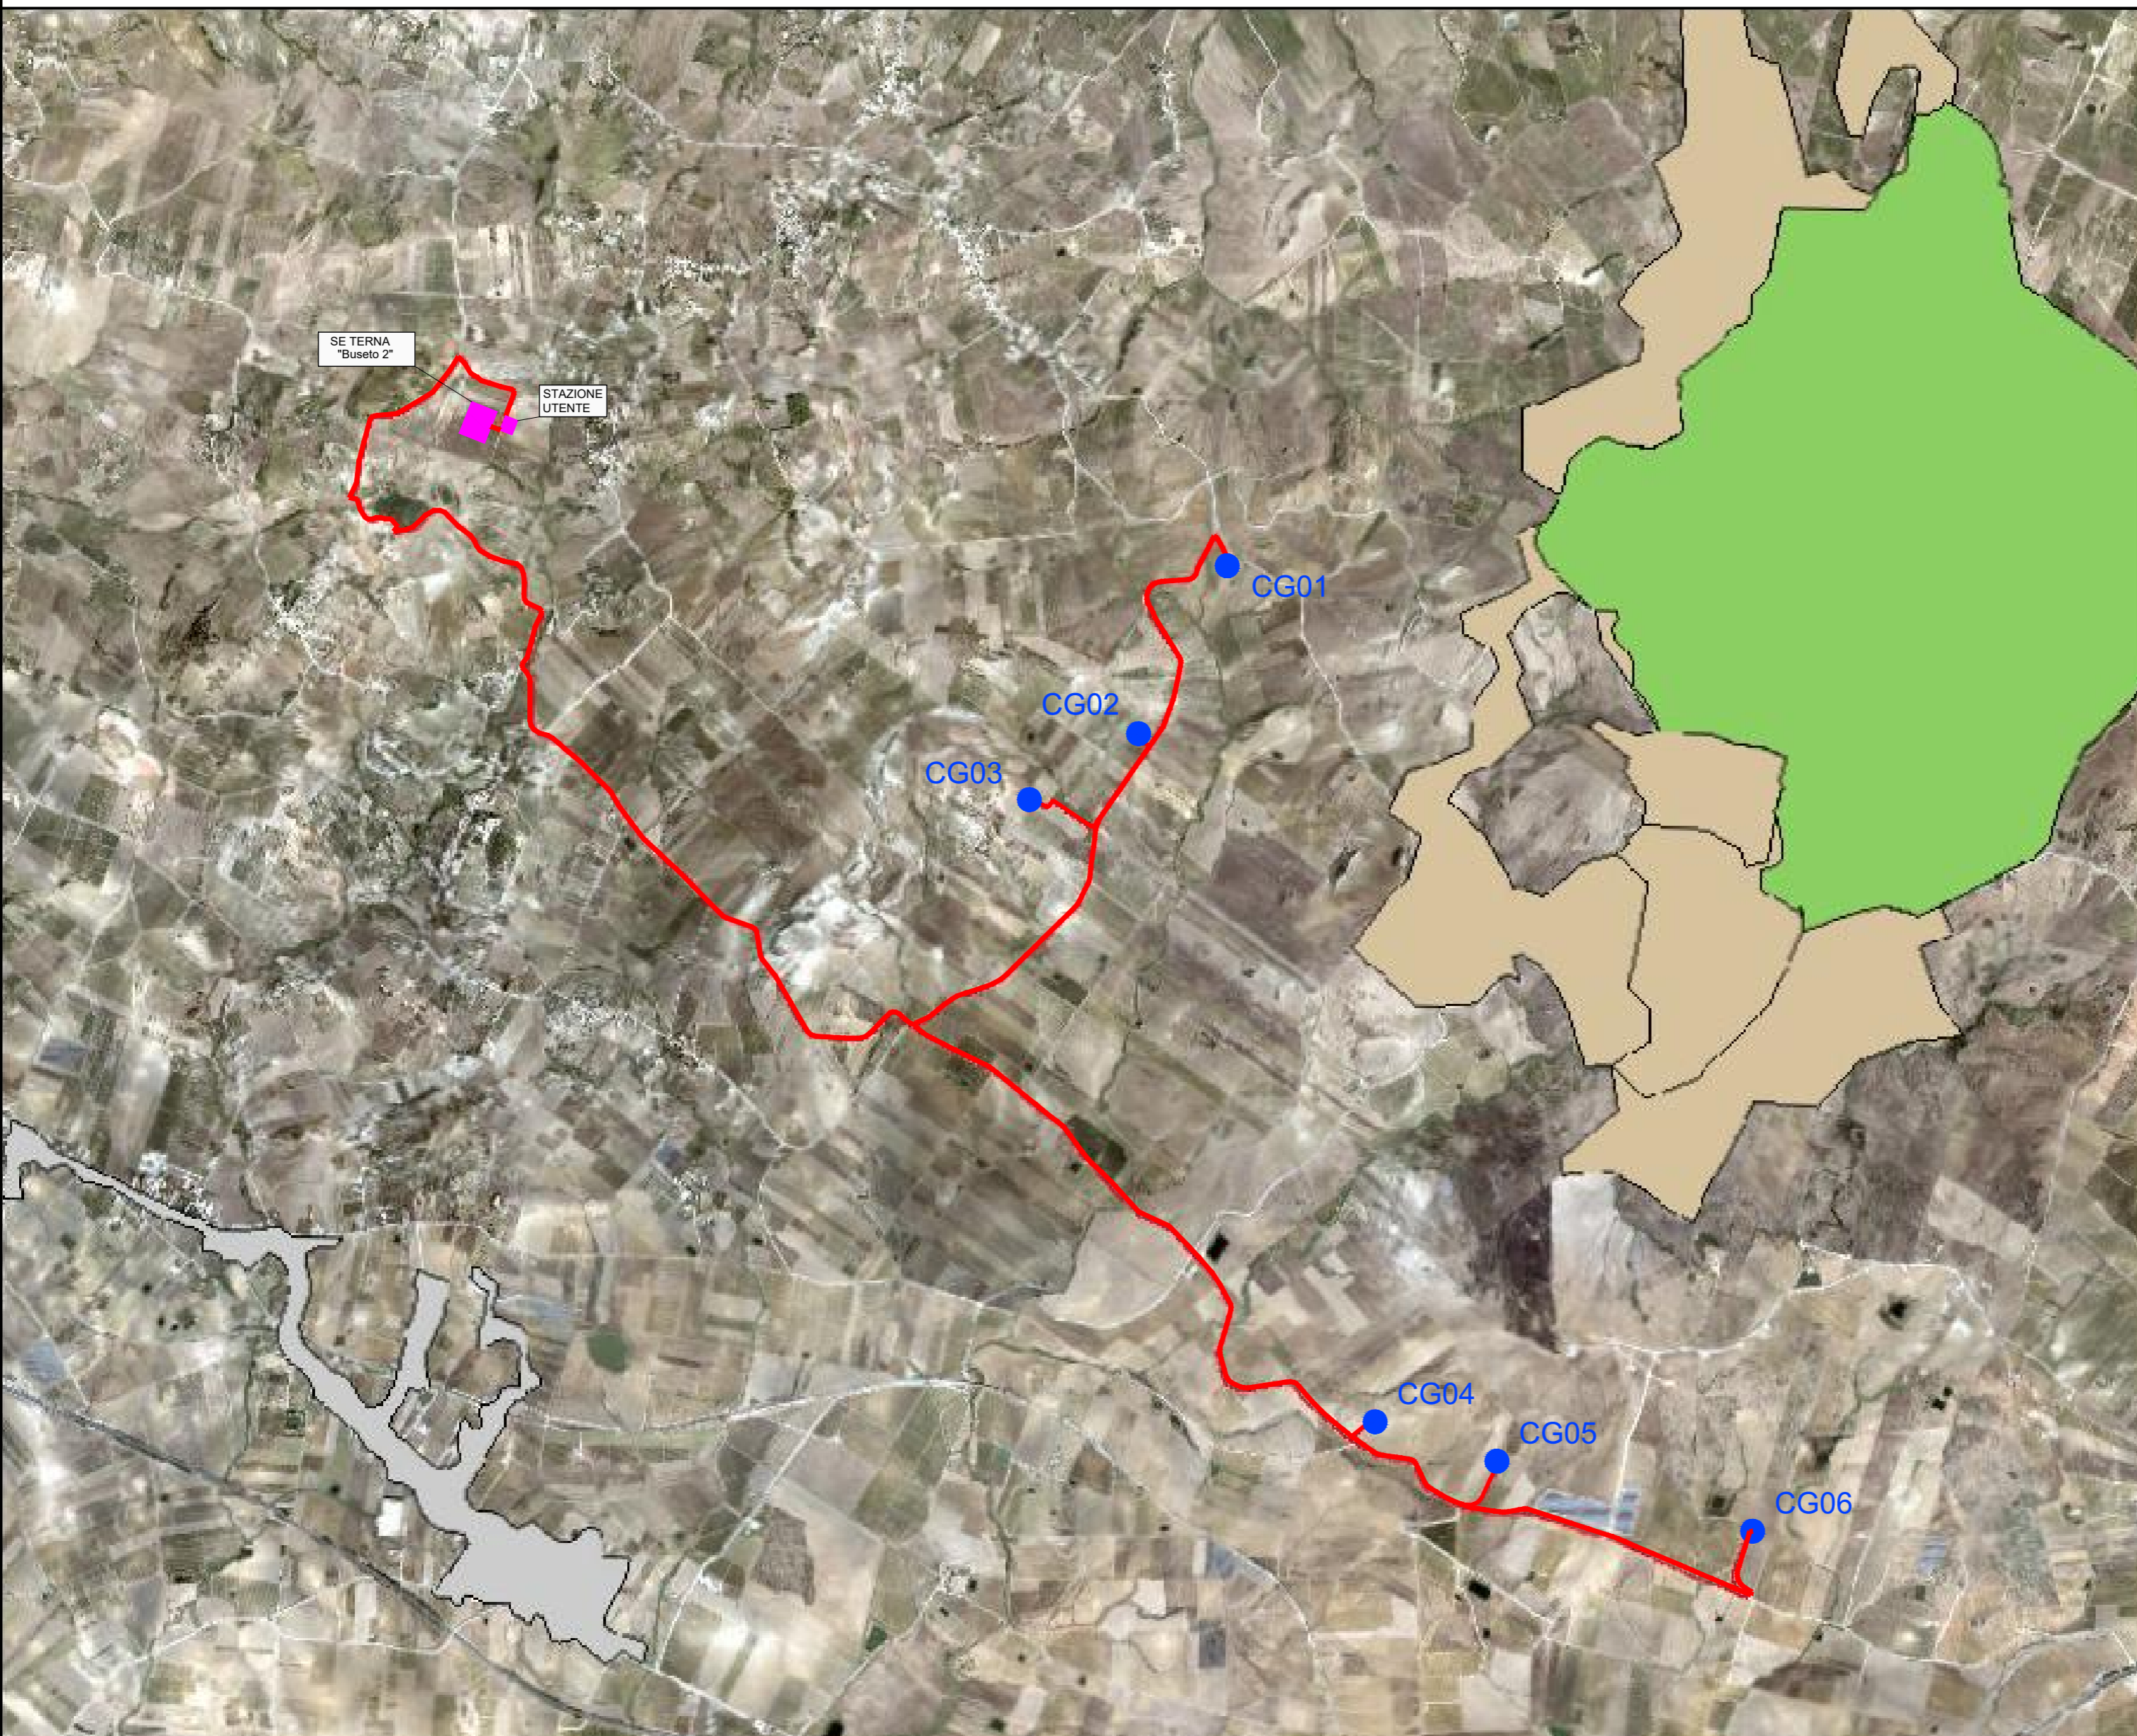 SE TERNA
"Buseto 2"
STAZIONE
UTENTE
CG01
CG02
CG03
CG04
CG05
CG06